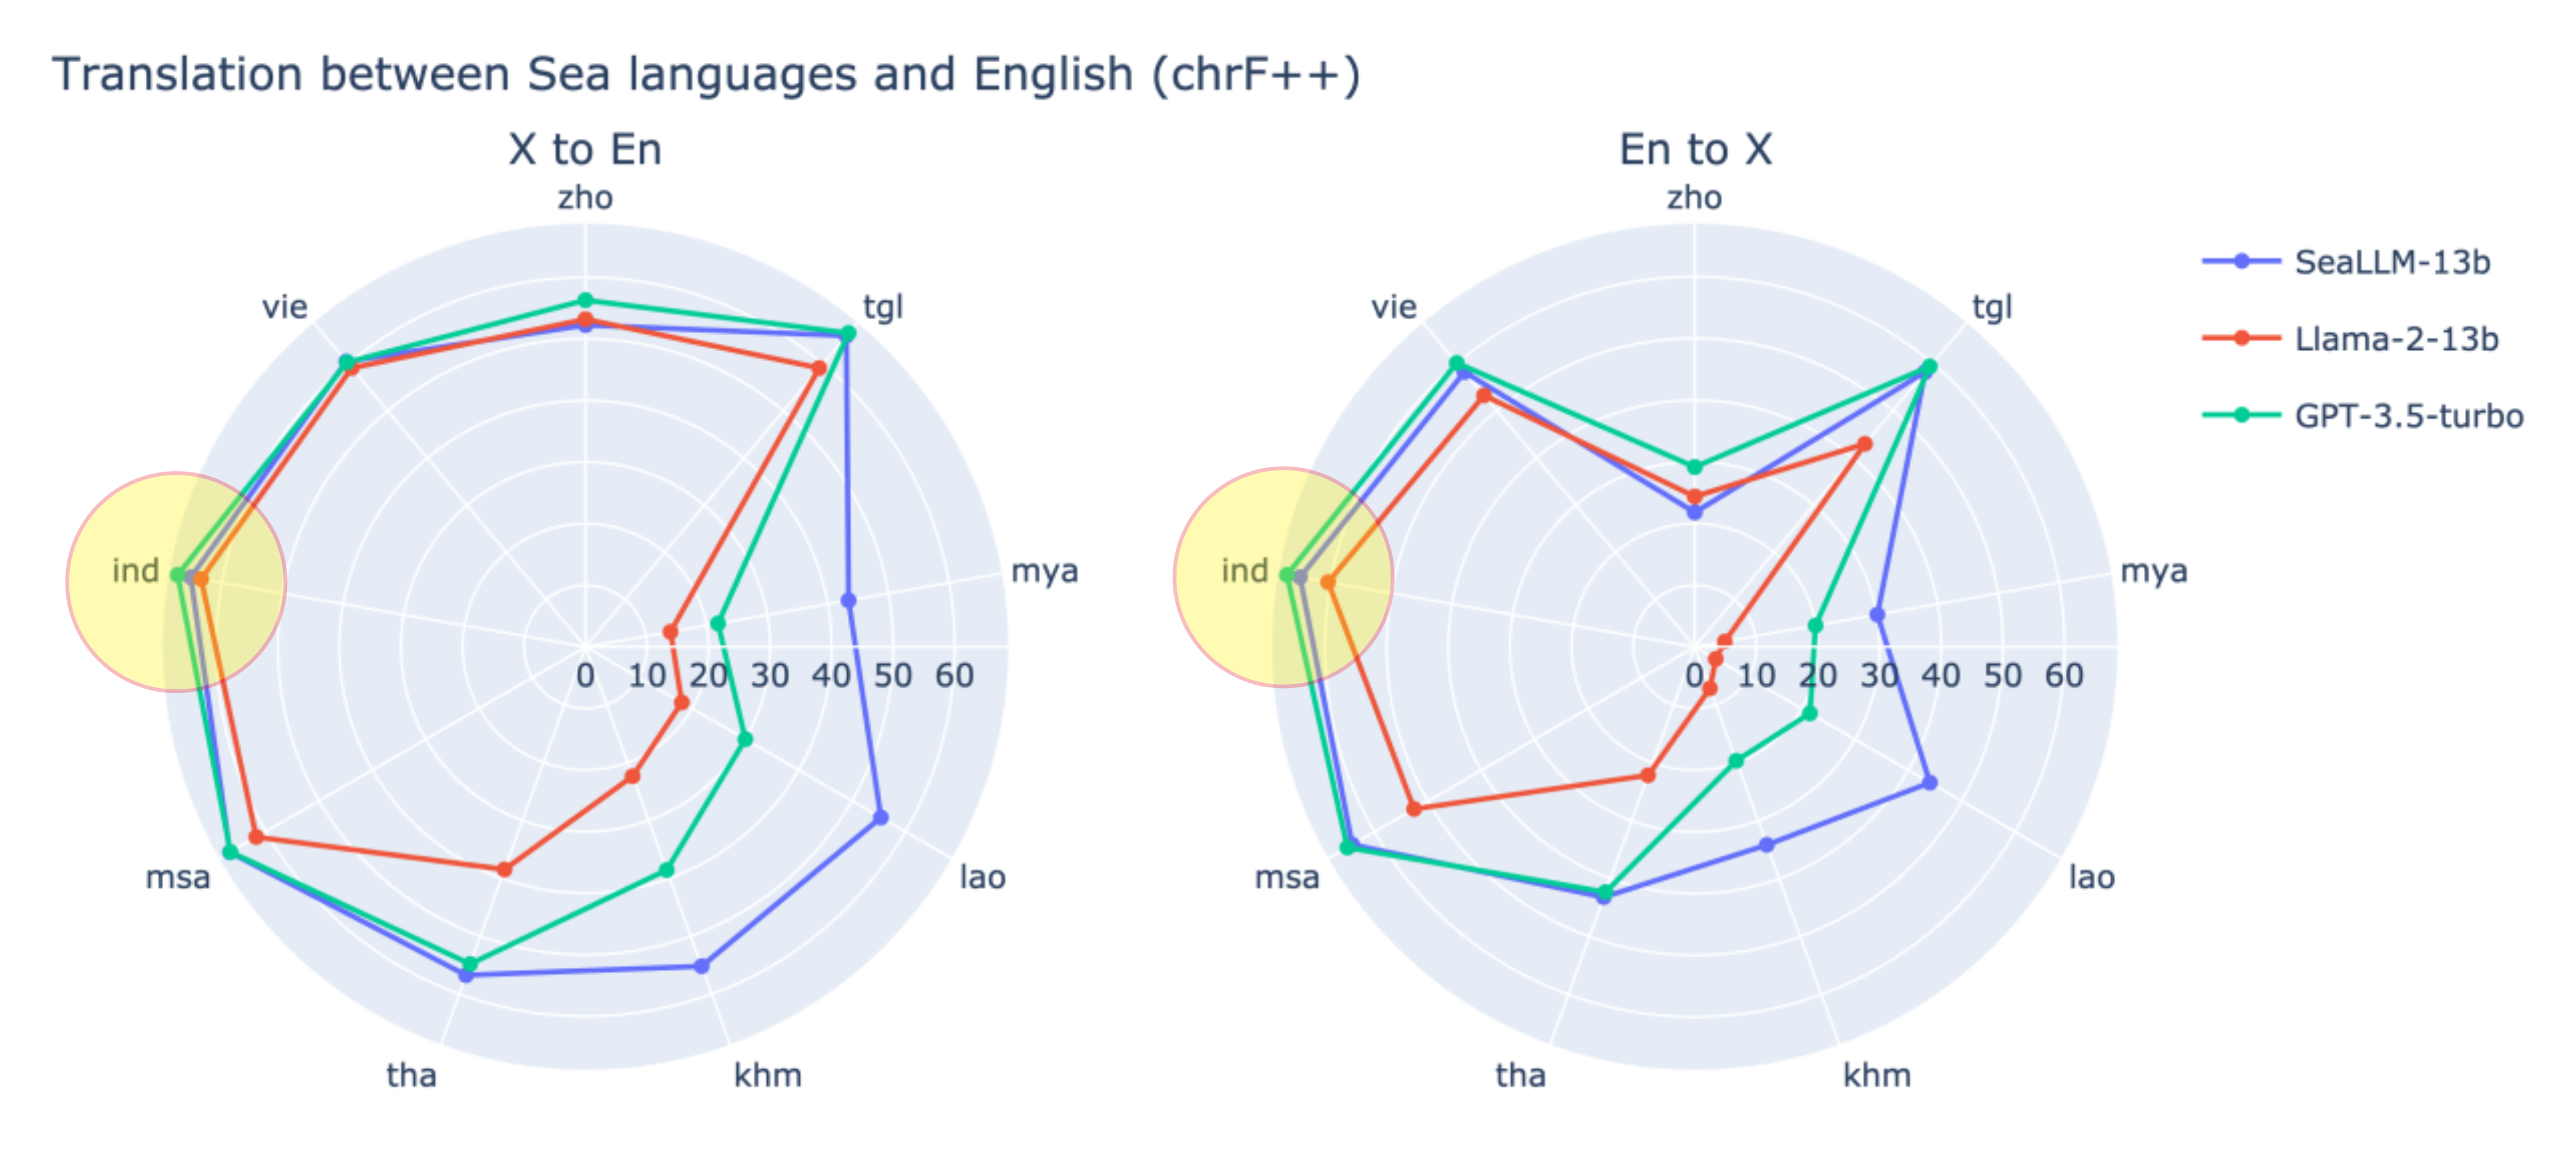 Translation between Sea languages and English (chrF++)
X to En
zho
vie
tgl
ind
mya
0 10 20 30 40 50 60
msa
lao
tha
khm
En to X
zho
vie
tgl
ind
mya
0 10 20 30 40 50 60
msa
lao
tha
khm
SeaLLM-13b
Llama-2-13b
GPT-3.5-turbo